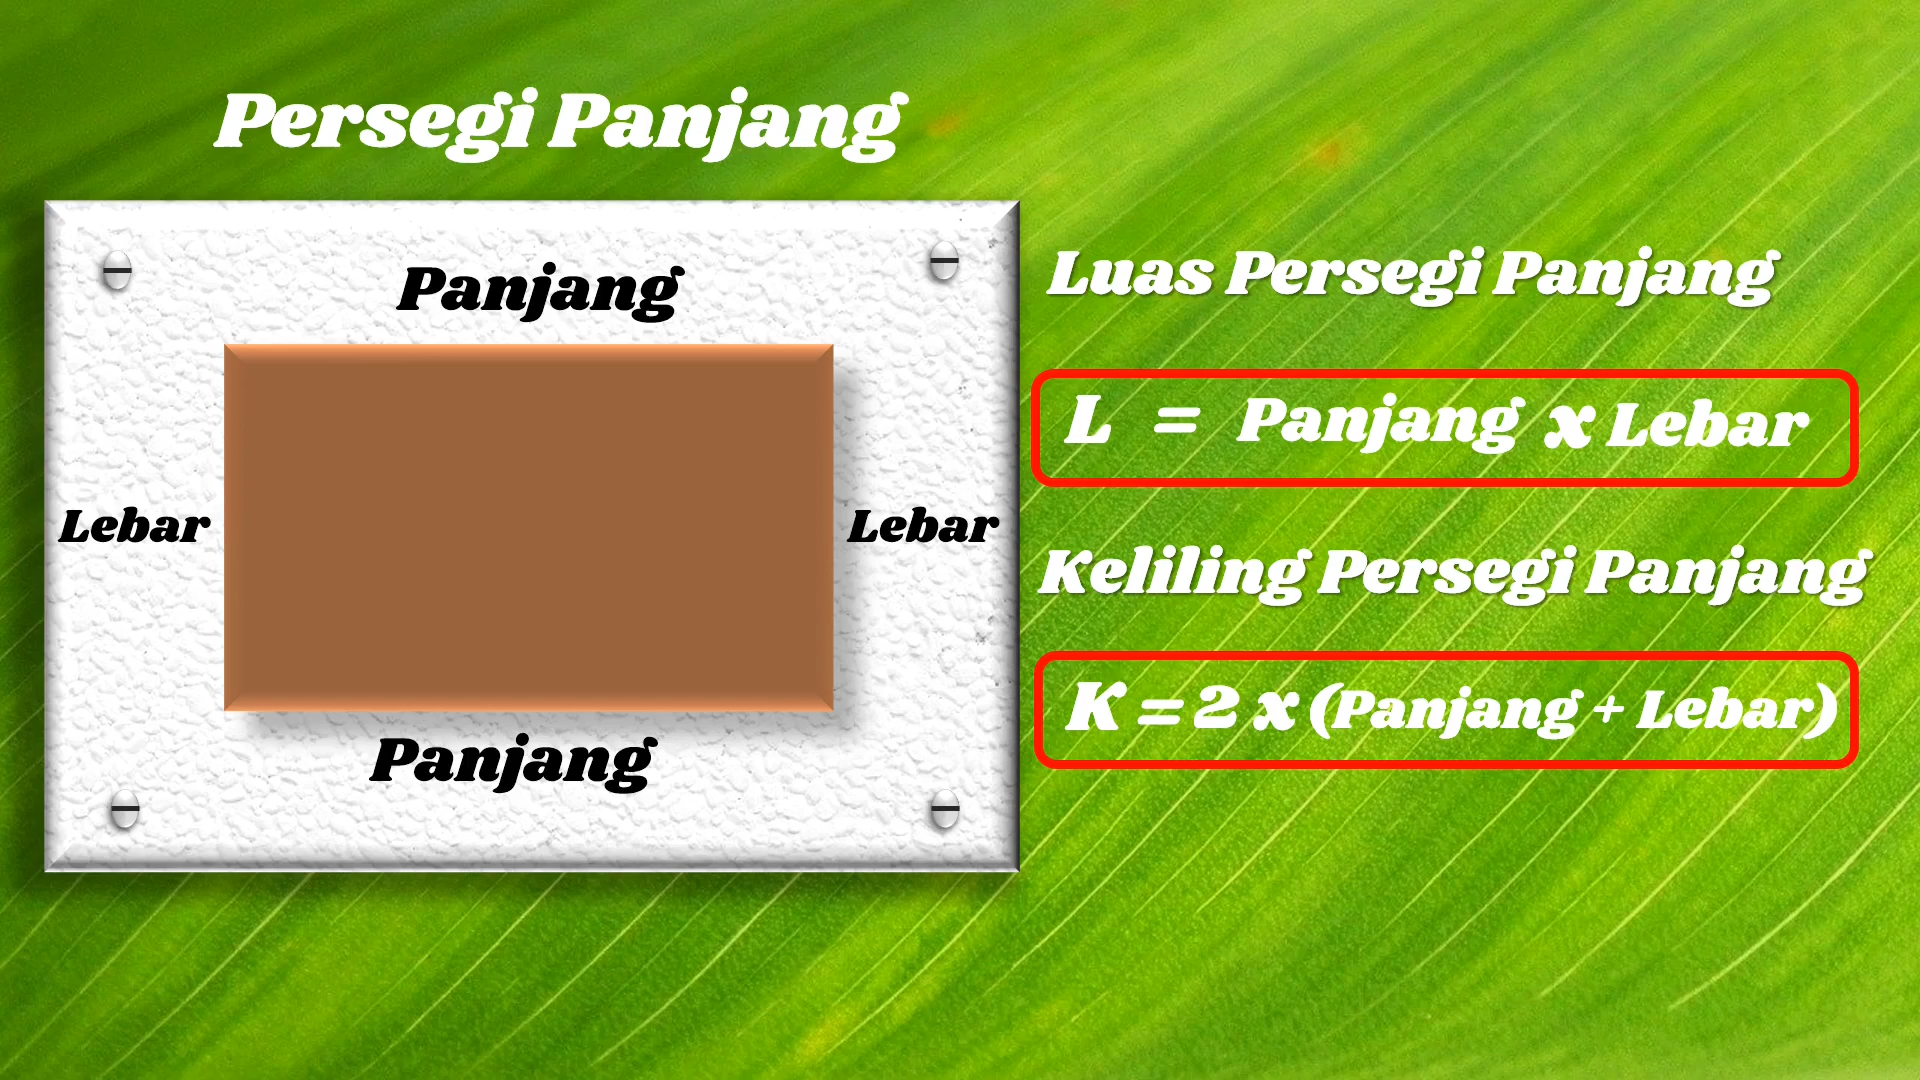 Persegi Panjang
Panjang
Lebar
Lebar
Panjang
Luas Persegi Panjang
L = Panjang x Lebar
Keliling Persegi Panjang
K = 2 x (Panjang + Lebar)